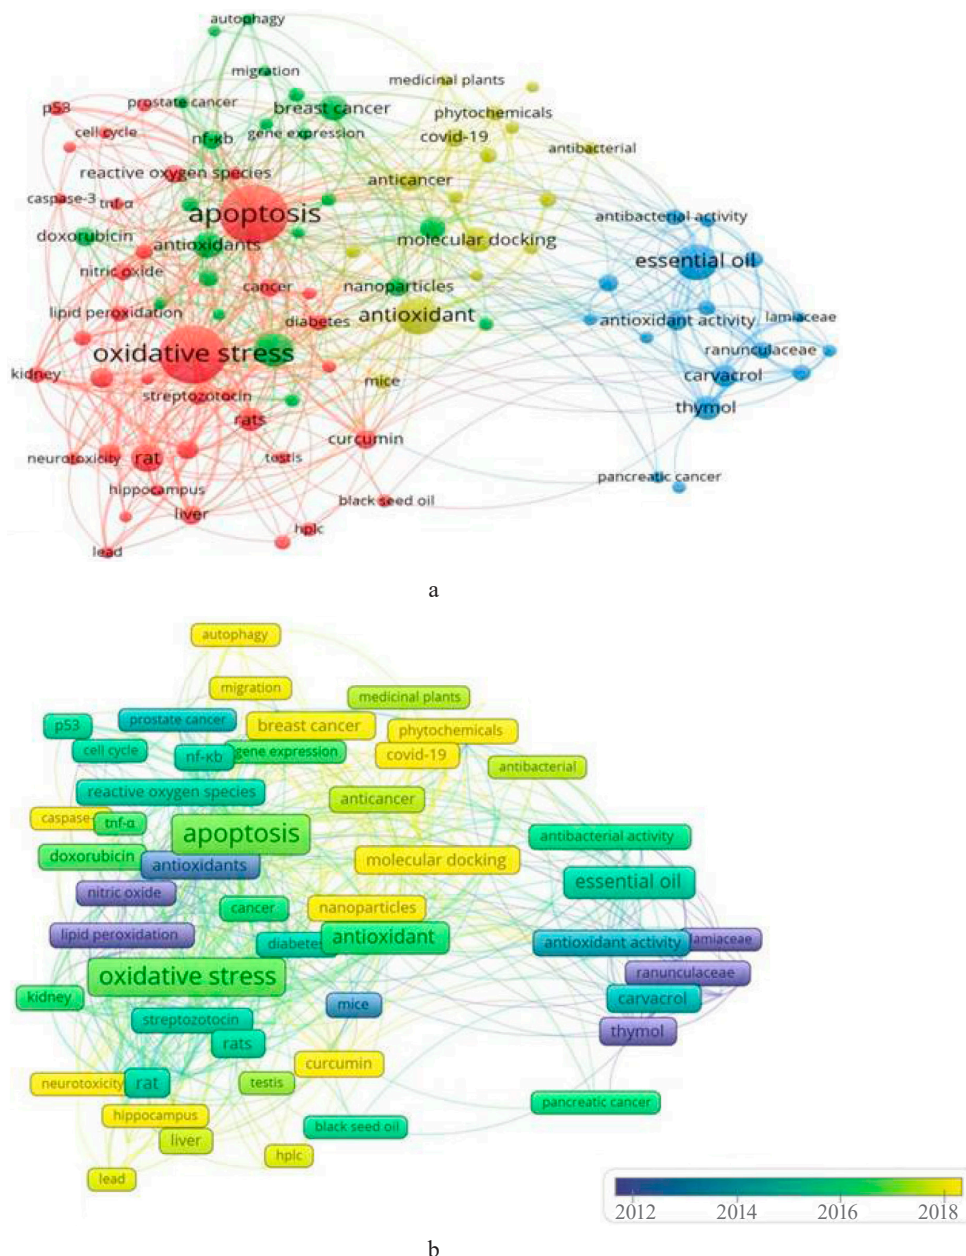 autophagy
migration
medicinal plants
prostate cancer
breast cancer
phytochemicals
p53
cell cycle
nf-κb
gene expression
covid-19
antibacterial
reactive oxygen species
anticancer
caspase-3
tnf-α
apoptosis
antibacterial activity
doxorubicin
antioxidants
molecular docking
essential oil
nitric oxide
cancer
nanoparticles
lipid peroxidation
diabetes
antioxidant
antioxidant activity
lamiaceae
oxidative stress
ranunculaceae
kidney
mice
carvacrol
streptozotocin
thymol
rats
curcumin
neurotoxicity
rat
testis
pancreatic cancer
hippocampus
black seed oil
liver
hplc
lead
a
autophagy
migration
medicinal plants
p53
prostate cancer
breast cancer
phytochemicals
cell cycle
nf-κb
gene expression
covid-19
antibacterial
reactive oxygen species
anticancer
caspase-
tnf-α
apoptosis
antibacterial activity
doxorubicin
antioxidants
molecular docking
essential oil
nitric oxide
cancer
nanoparticles
lipid peroxidation
diabetes
antioxidant
antioxidant activity
lamiaceae
oxidative stress
ranunculaceae
kidney
mice
carvacrol
streptozotocin
thymol
rats
curcumin
neurotoxicity
rat
testis
pancreatic cancer
hippocampus
black seed oil
liver
hplc
lead
2012 2014 2016 2018
b